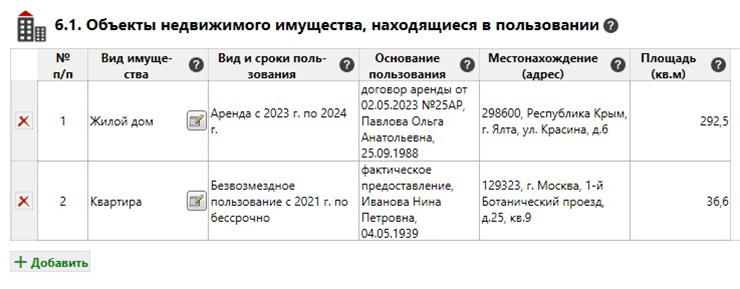 6.1. Объекты недвижимого имущества, находящиеся в пользовании ?
№ п/п
Вид имуще-
ства ?
Вид и сроки поль-
зования ?
Основание
пользования ?
Местонахождение
(адрес) ?
Площадь
(кв.м) ?
1
Жилой дом
Аренда с 2023 г. по 2024
г.
договор аренды от
02.05.2023 №25АР,
Павлова Ольга
Анатольевна,
25.09.1988
298600, Республика Крым,
г. Ялта, ул. Красина, д.6
292,5
2
Квартира
Безвозмездное
пользование с 2021 г. по
бессрочно
фактическое
предоставление,
Иванова Нина
Петровна,
04.05.1939
129323, г. Москва, 1-й
Ботанический проезд,
д.25, кв.9
36,6
+ Добавить